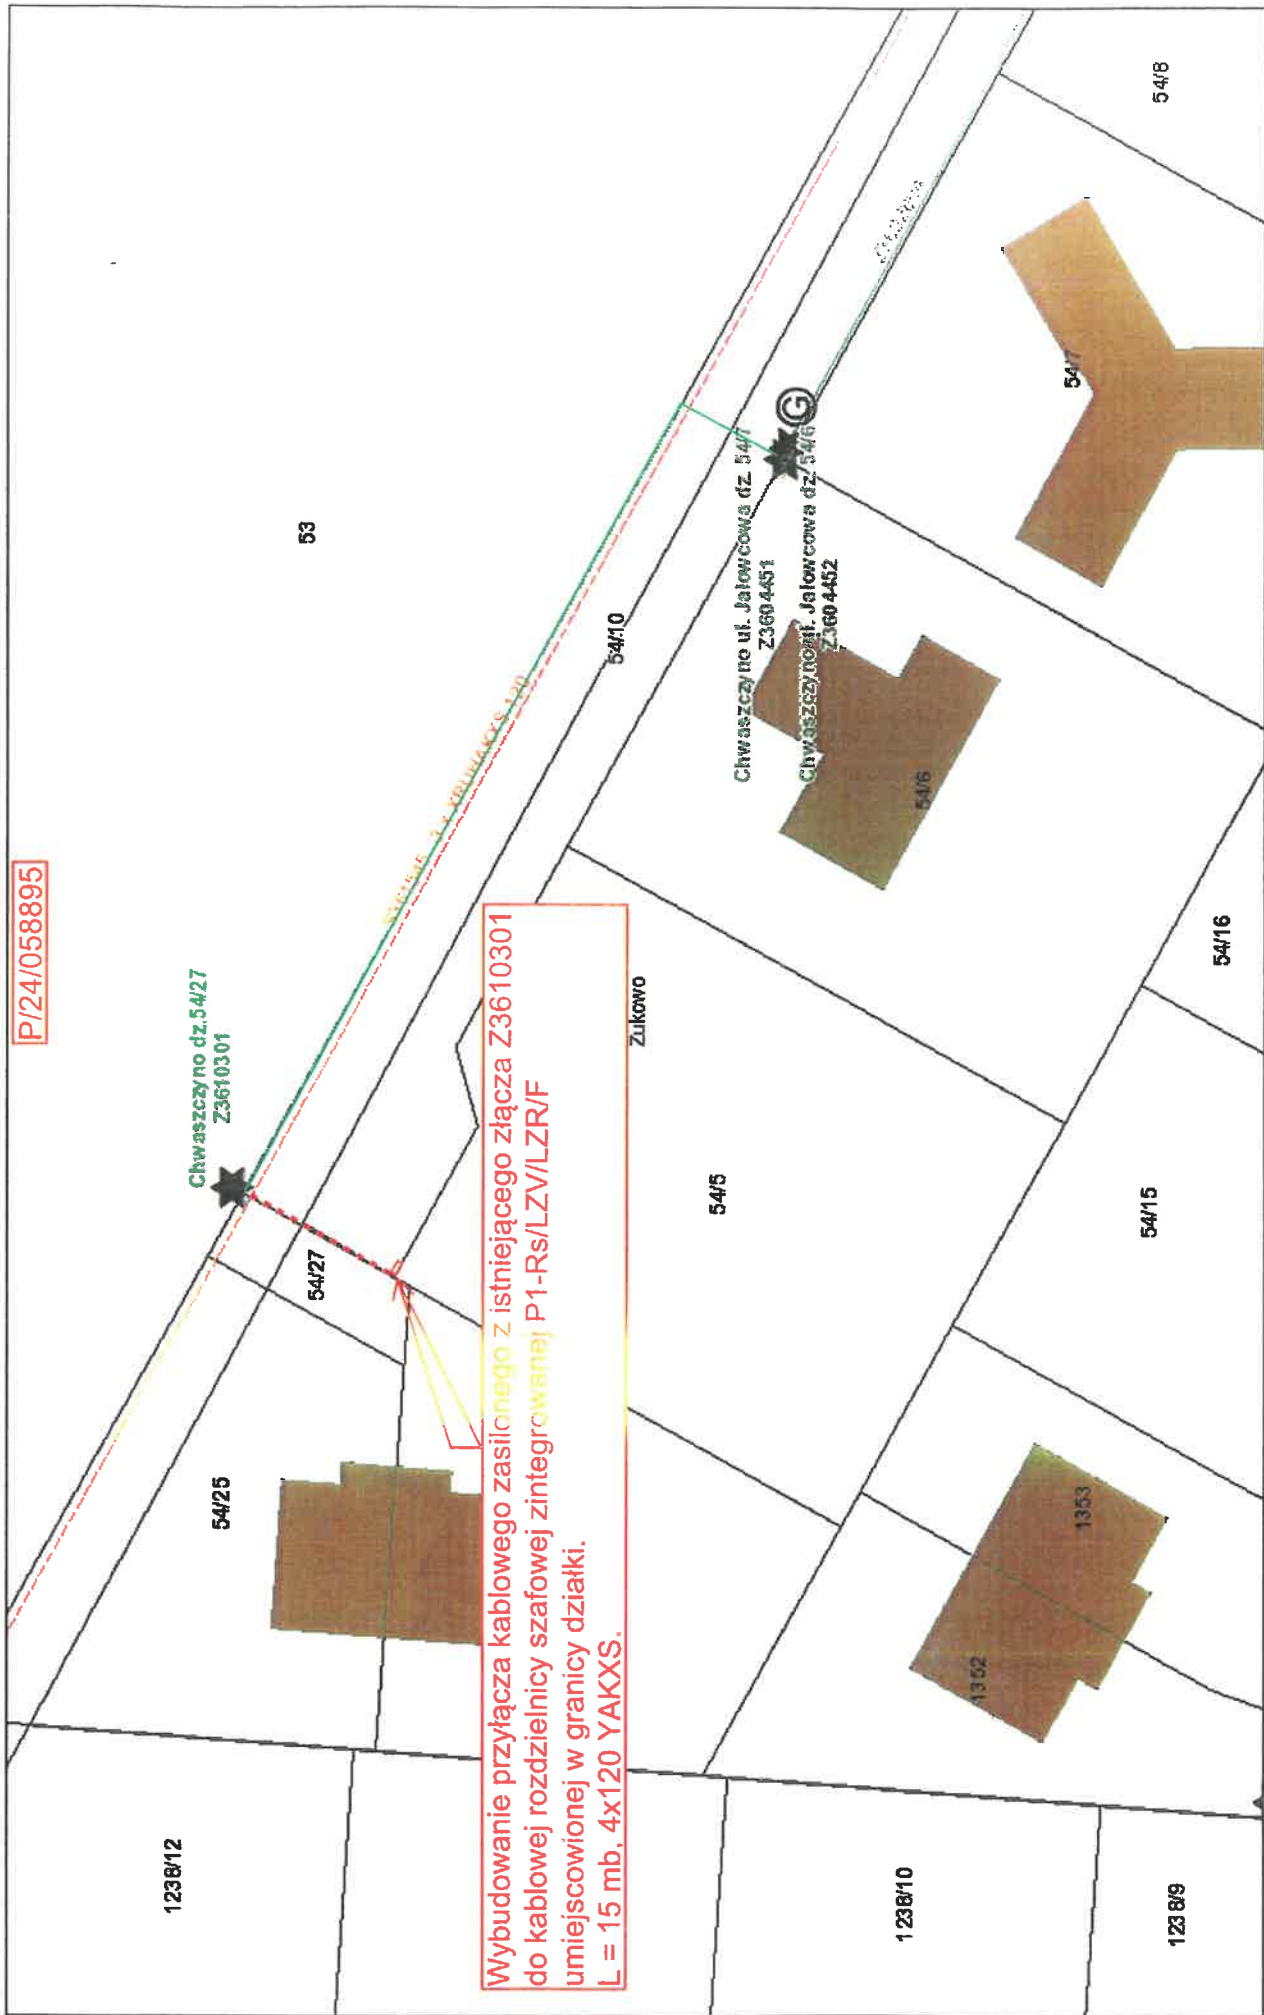 P/24/058895
53
54/8
Chwaszczyno dz.54/27
Z3610301
54/27
54/25
54/10
54/7
Chwaszczyno ul. Jałowcowa dz. 54/7
Z3604451
Chwaszczyno ul. Jałowcowa dz. 54/6
Z3604452
G
54/6
Wybudowanie przyłącza kablowego zasilonego z istniejącego złącza Z3610301
do kablowej rozdzielnicy szafowej zintegrowanej P1-Rs/LZV/LZR/F
umiejscowionej w granicy działki.
L = 15 mb, 4x120 YAKXS.
Żukowo
54/5
54/16
54/15
1353
1352
1238/12
1238/10
1238/9